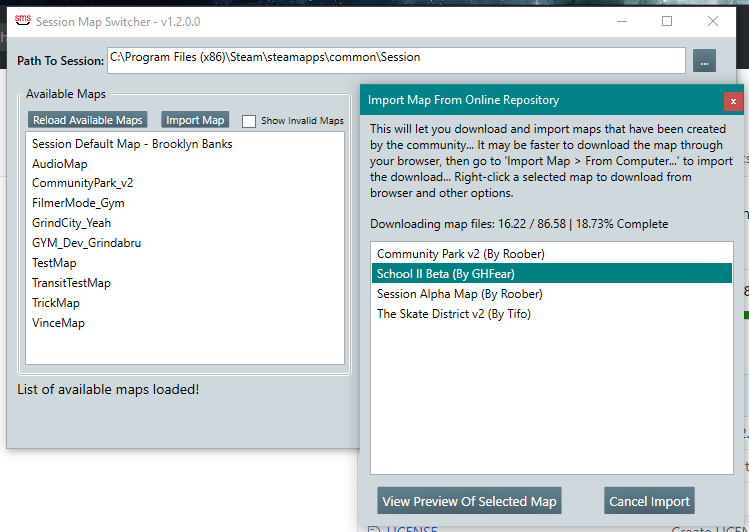 sms Session Map Switcher - v1.2.0.0
Path To Session: C:\Program Files (x86)\Steam\steamapps\common\Session ...
Available Maps
Reload Available Maps Import Map Show Invalid Maps
Session Default Map - Brooklyn Banks
AudioMap
CommunityPark_v2
FilmerMode_Gym
GrindCity_Yeah
GYM_Dev_Grindabru
TestMap
TransitTestMap
TrickMap
VinceMap
List of available maps loaded!
Import Map From Online Repository x
This will let you download and import maps that have been created
by the community... It may be faster to download the map through
your browser, then go to 'Import Map > From Computer...' to import
the download... Right-click a selected map to download from
browser and other options.
Downloading map files: 16.22 / 86.58 | 18.73% Complete
Community Park v2 (By Roober)
School II Beta (By GHFear)
Session Alpha Map (By Roober)
The Skate District v2 (By Tifo)
View Preview Of Selected Map Cancel Import